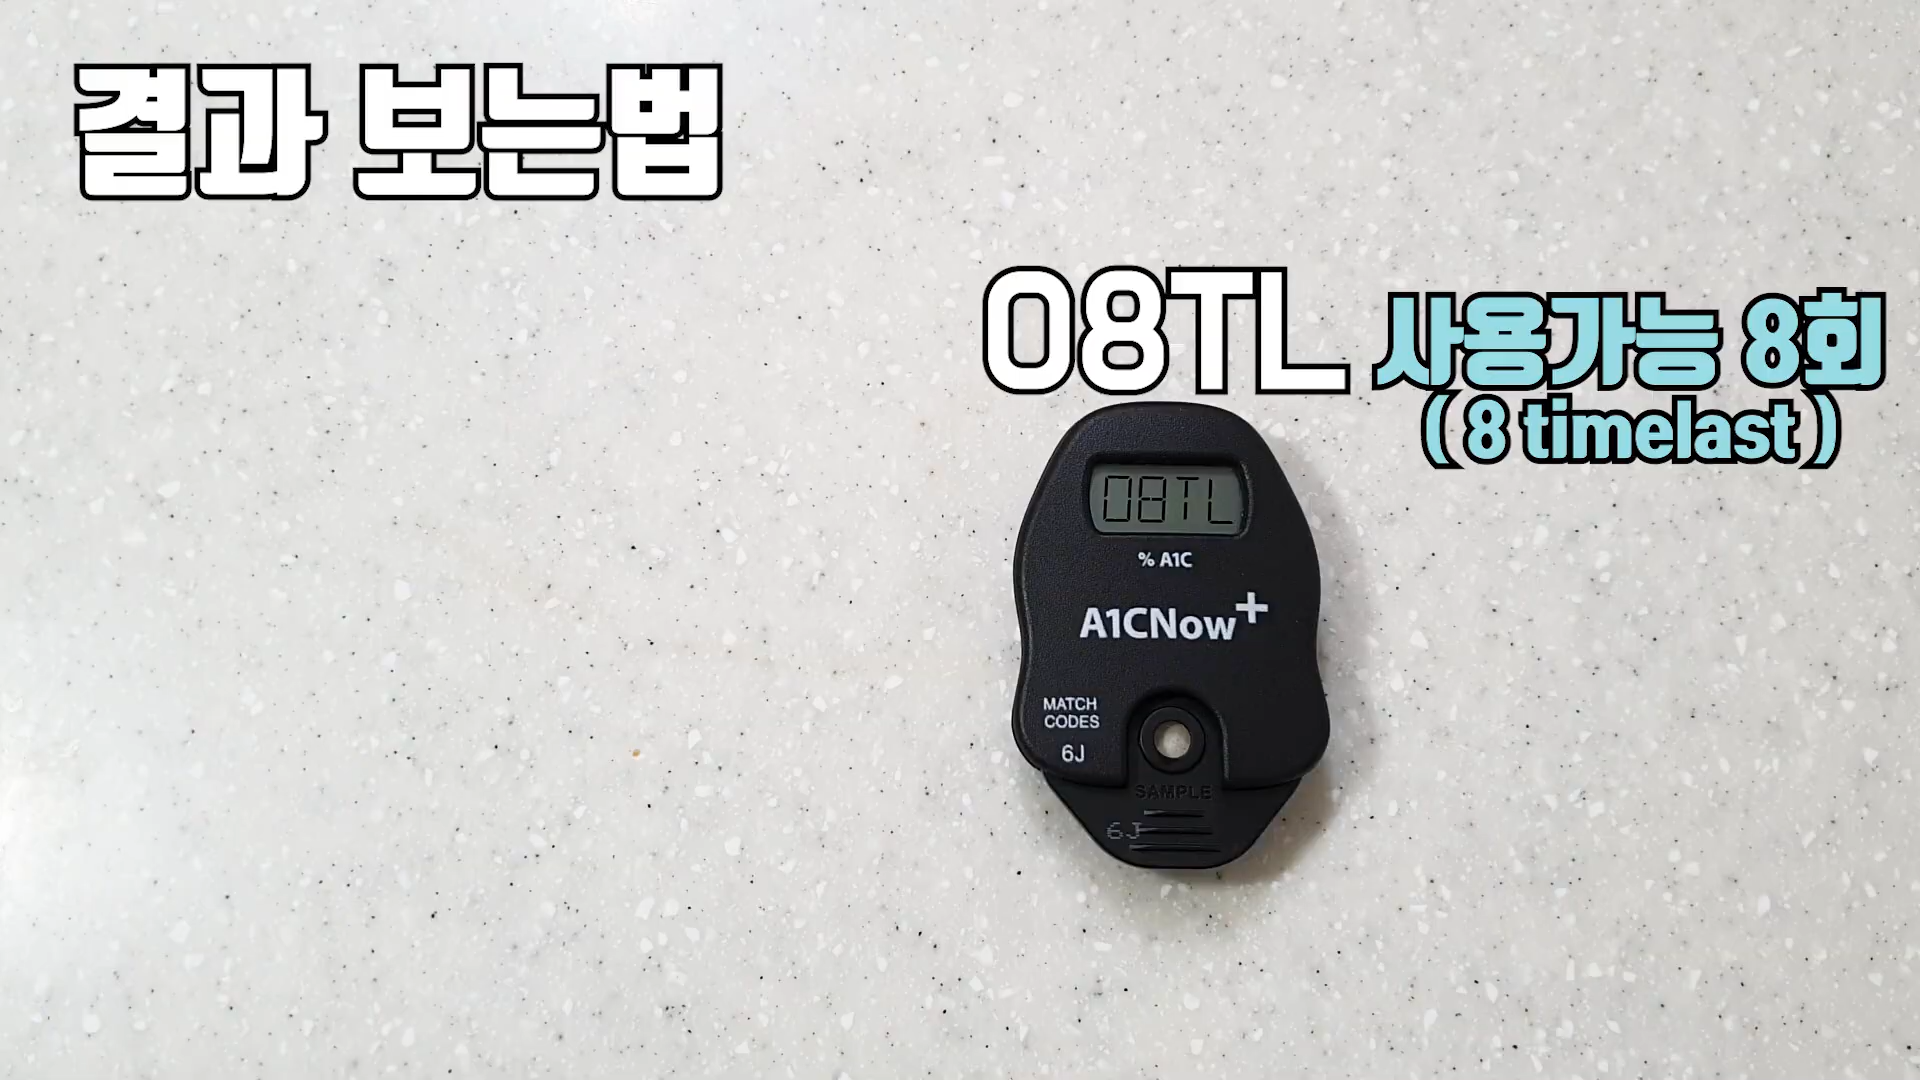 결과 보는법
08TL 사용가능 8회
( 8 timelast )
08TL
% A1C
A1CNow+
MATCH
CODES
6J
SAMPLE
6J